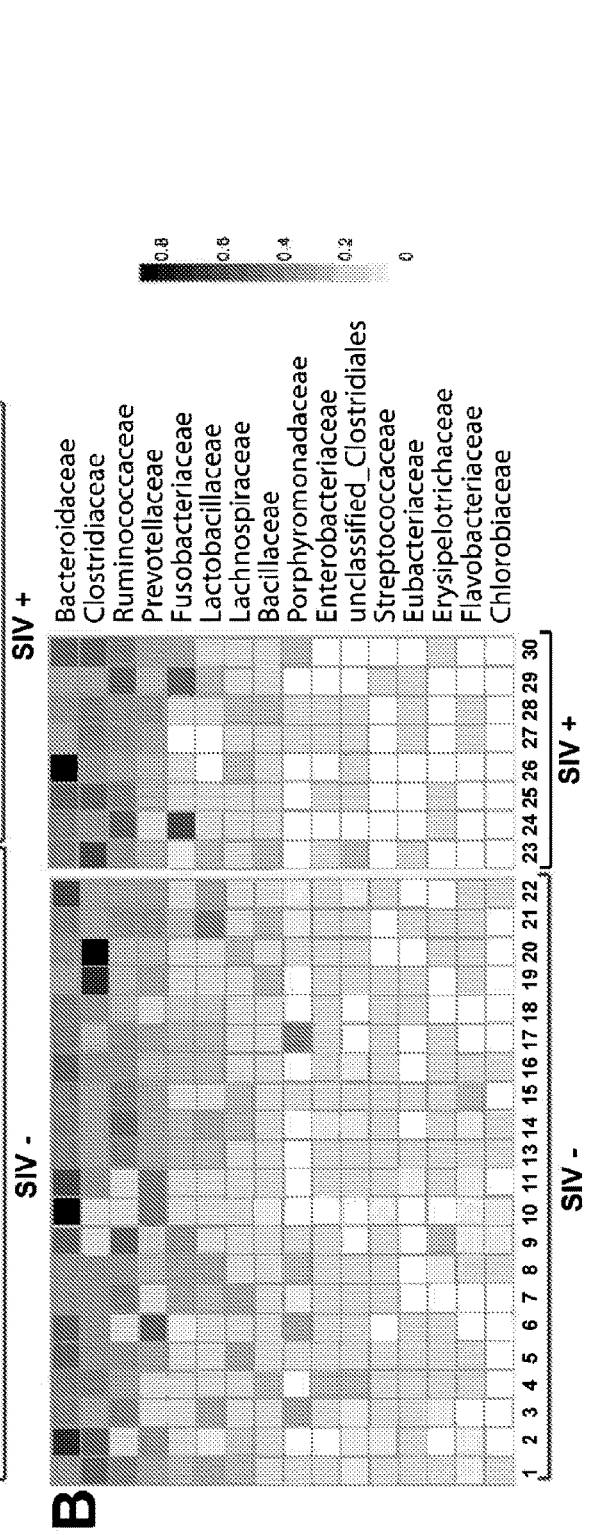 SIV - SIV +
B
Bacteroidaceae
Clostridiaceae
Ruminococcaceae
Prevotellaceae
Fusobacteriaceae
Lactobacillaceae
Lachnospiraceae
Bacillaceae
Porphyromonadaceae
Enterobacteriaceae
unclassified_Clostridiales
Streptococcaceae
Eubacteriaceae
Erysipelotrichaceae
Flavobacteriaceae
Chlorobiaceae
0.8
0.6
0.4
0.2
0
1 2 3 4 5 6 7 8 9 10 11 13 14 15 16 17 18 19 20 21 22 23 24 25 26 27 28 29 30
SIV - SIV +